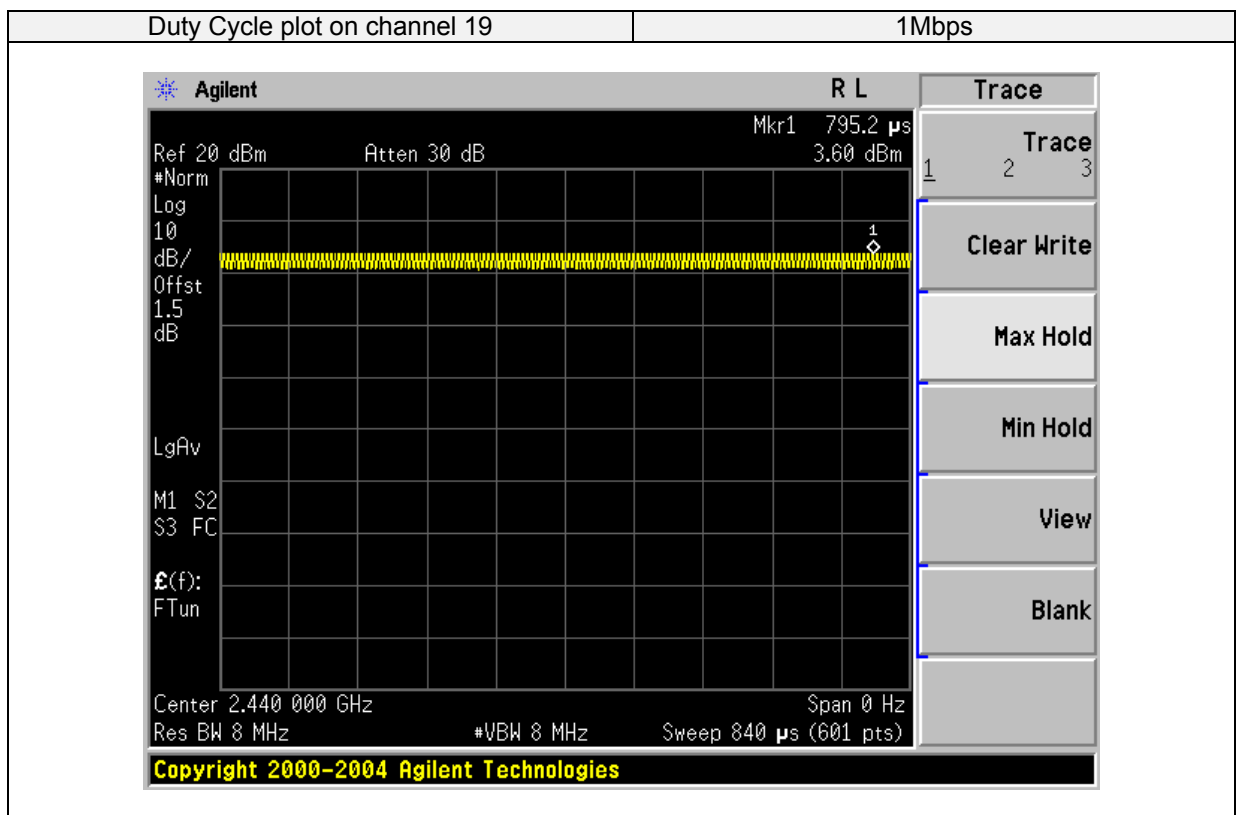 Duty Cycle plot on channel 19 1Mbps
Agilent R L Trace
Mkr1 795.2 µs
Ref 20 dBm Atten 30 dB 3.60 dBm
Trace
1 2 3
#Norm
Log
10
dB/
Offst
1.5
dB
1
LgAv
M1 S2
S3 FC
£(f):
FTun
Center 2.440 000 GHz Span 0 Hz
Res BW 8 MHz #VBW 8 MHz Sweep 840 µs (601 pts)
Clear Write
Max Hold
Min Hold
View
Blank
Copyright 2000-2004 Agilent Technologies